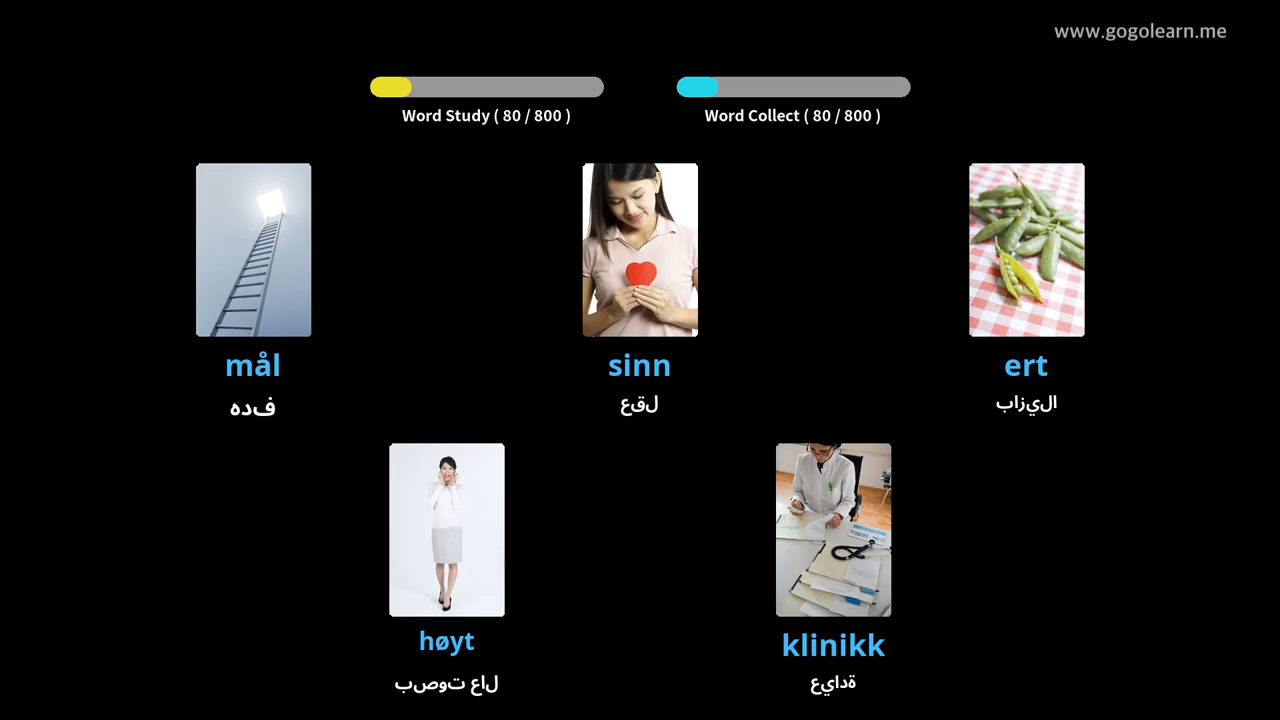 www.gogolearn.me
Word Study ( 80 / 800 )
Word Collect ( 80 / 800 )
mål
فده
sinn
لقع
ert
اليزاب
høyt
لاع توصب
klinikk
ةدايع